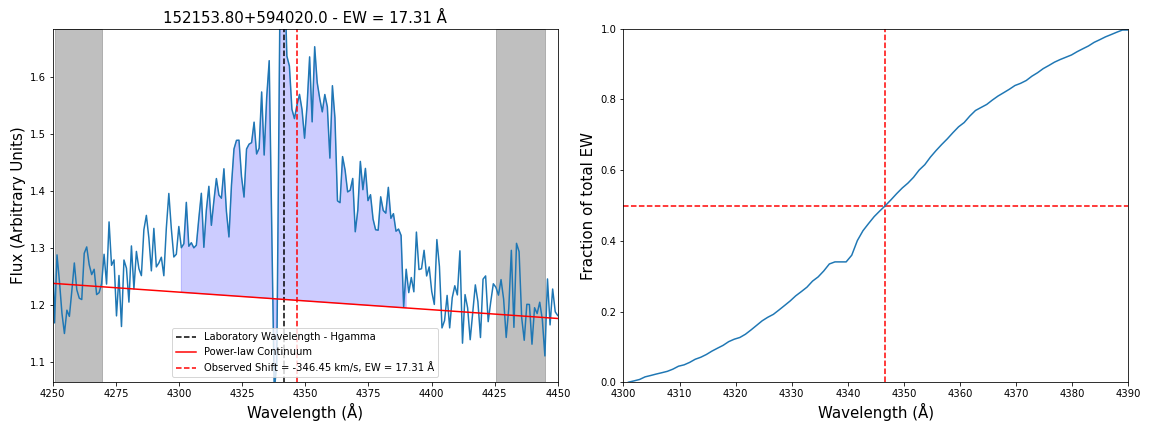 152153.80+594020.0 - EW = 17.31 Å
Flux (Arbitrary Units)
1.6
1.5
1.4
1.3
1.2
1.1
Laboratory Wavelength - Hgamma
Power-law Continuum
Observed Shift = -346.45 km/s, EW = 17.31 Å
4250 4275 4300 4325 4350 4375 4400 4425 4450
Wavelength (Å)
Fraction of total EW
1.0
0.8
0.6
0.4
0.2
0.0
4300 4310 4320 4330 4340 4350 4360 4370 4380 4390
Wavelength (Å)